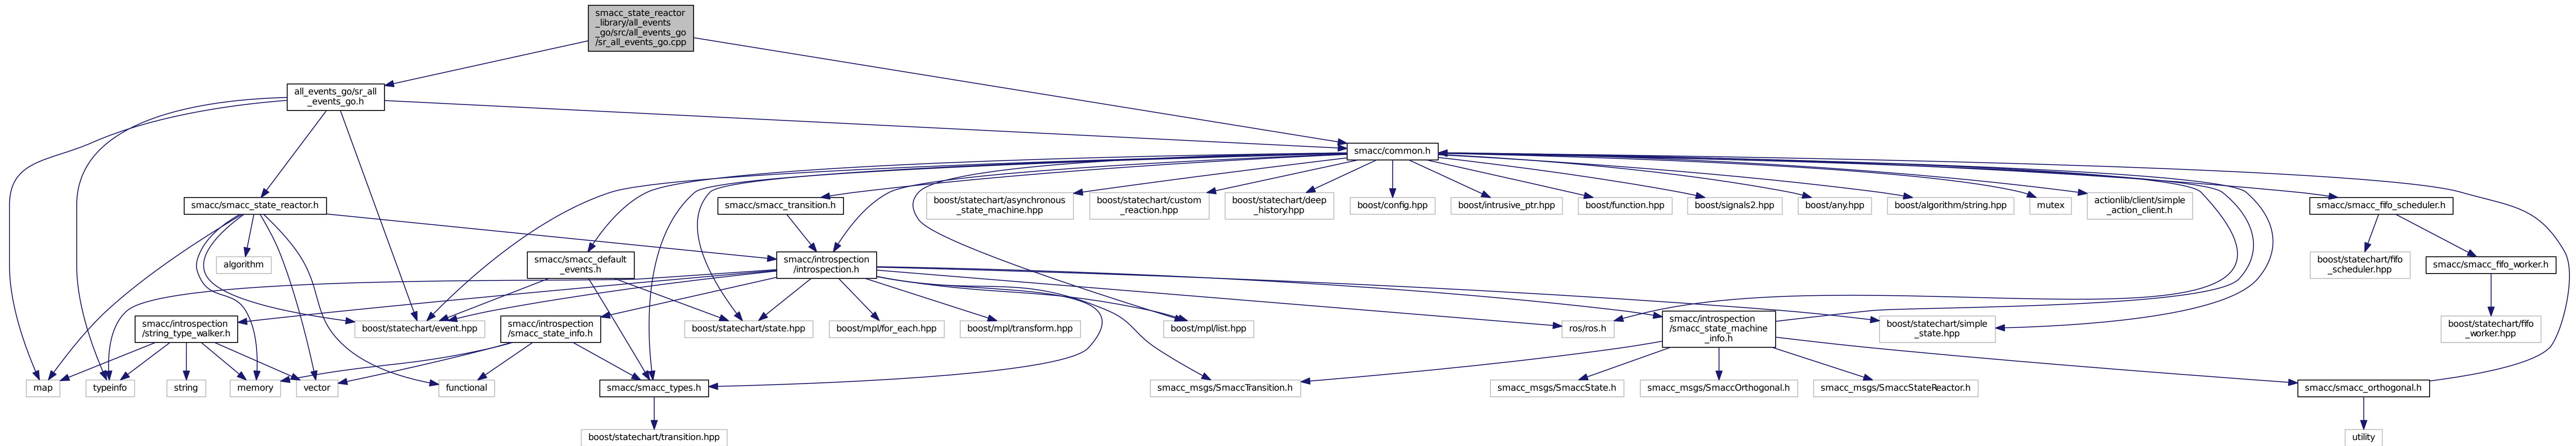 smacc_state_reactor
_library/all_events
_go/src/all_events_go
/sr_all_events_go.cpp
all_events_go/sr_all
_events_go.h
smacc/common.h
smacc/smacc_state_reactor.h
smacc/smacc_transition.h
boost/statechart/asynchronous
_state_machine.hpp
boost/statechart/custom
_reaction.hpp
boost/statechart/deep
_history.hpp
boost/config.hpp
boost/intrusive_ptr.hpp
boost/function.hpp
boost/signals2.hpp
boost/any.hpp
boost/algorithm/string.hpp
mutex
actionlib/client/simple
_action_client.h
smacc/smacc_fifo_scheduler.h
algorithm
smacc/smacc_default
_events.h
smacc/introspection
/introspection.h
boost/statechart/fifo
_scheduler.hpp
smacc/smacc_fifo_worker.h
smacc/introspection
/string_type_walker.h
boost/statechart/event.hpp
smacc/introspection
/smacc_state_info.h
boost/statechart/state.hpp
boost/mpl/for_each.hpp
boost/mpl/transform.hpp
boost/mpl/list.hpp
ros/ros.h
smacc/introspection
/smacc_state_machine
_info.h
boost/statechart/simple
_state.hpp
boost/statechart/fifo
_worker.hpp
map
typeinfo
string
memory
vector
functional
smacc/smacc_types.h
smacc_msgs/SmaccTransition.h
smacc_msgs/SmaccState.h
smacc_msgs/SmaccOrthogonal.h
smacc_msgs/SmaccStateReactor.h
smacc/smacc_orthogonal.h
boost/statechart/transition.hpp
utility